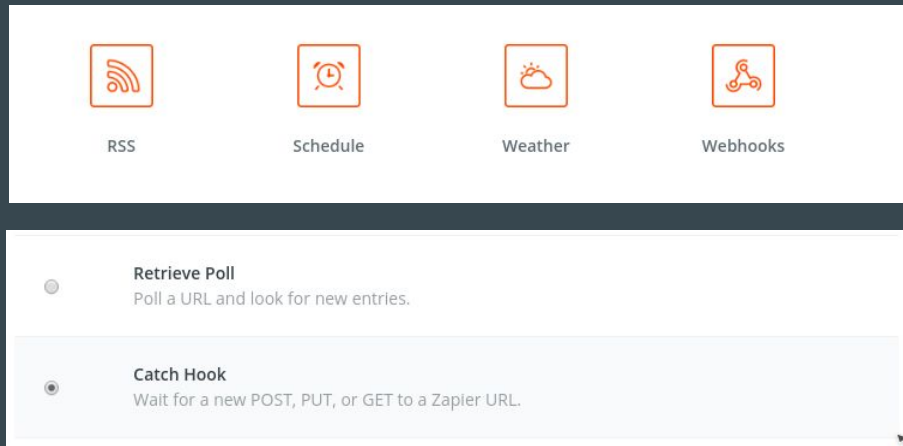 RSS
Schedule
Weather
Webhooks
Retrieve Poll
Poll a URL and look for new entries.
Catch Hook
Wait for a new POST, PUT, or GET to a Zapier URL.